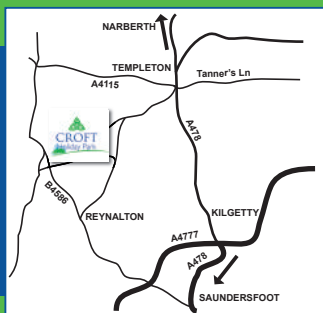 NARBERTH
TEMPLETON
Tanner's Ln
A4115
CROFT
Holiday Park
A478
B4586
REYNALTON
KILGETTY
A4777
A478
SAUNDERSFOOT